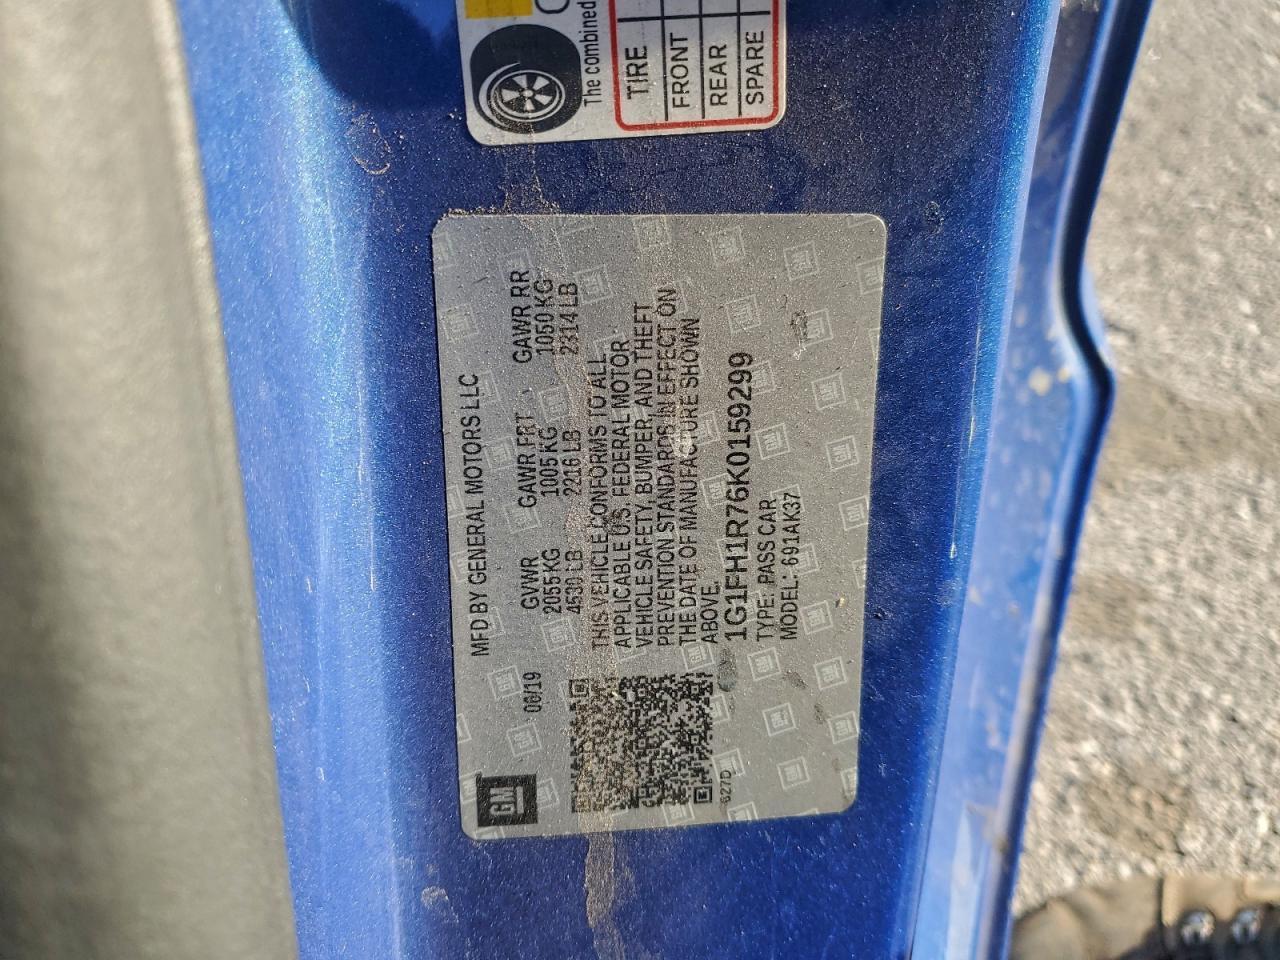 The combined
TIRE
FRONT
REAR
SPARE
MFD BY GENERAL MOTORS LLC
06/19
GVWR GAWR FRT GAWR RR
2055 KG 1005 KG 1050 KG
4530 LB 2216 LB 2314 LB
THIS VEHICLE CONFORMS TO ALL
APPLICABLE U.S. FEDERAL MOTOR
VEHICLE SAFETY, BUMPER, AND THEFT
PREVENTION STANDARDS IN EFFECT ON
THE DATE OF MANUFACTURE SHOWN
ABOVE.
1G1FH1R76K0159299
TYPE: PASS CAR
MODEL: 691AK37
GM
627D